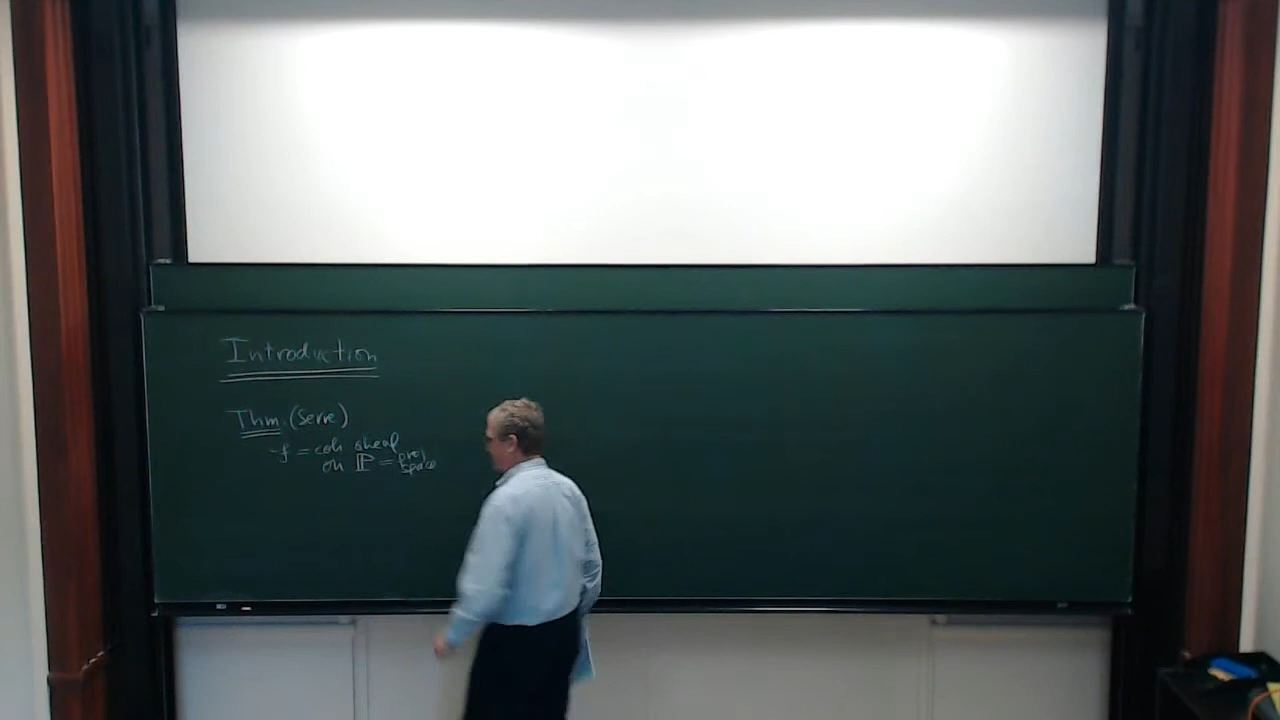 Introduction
Thm. (Serre)
F = coh sheaf
on ℙ = proj
space